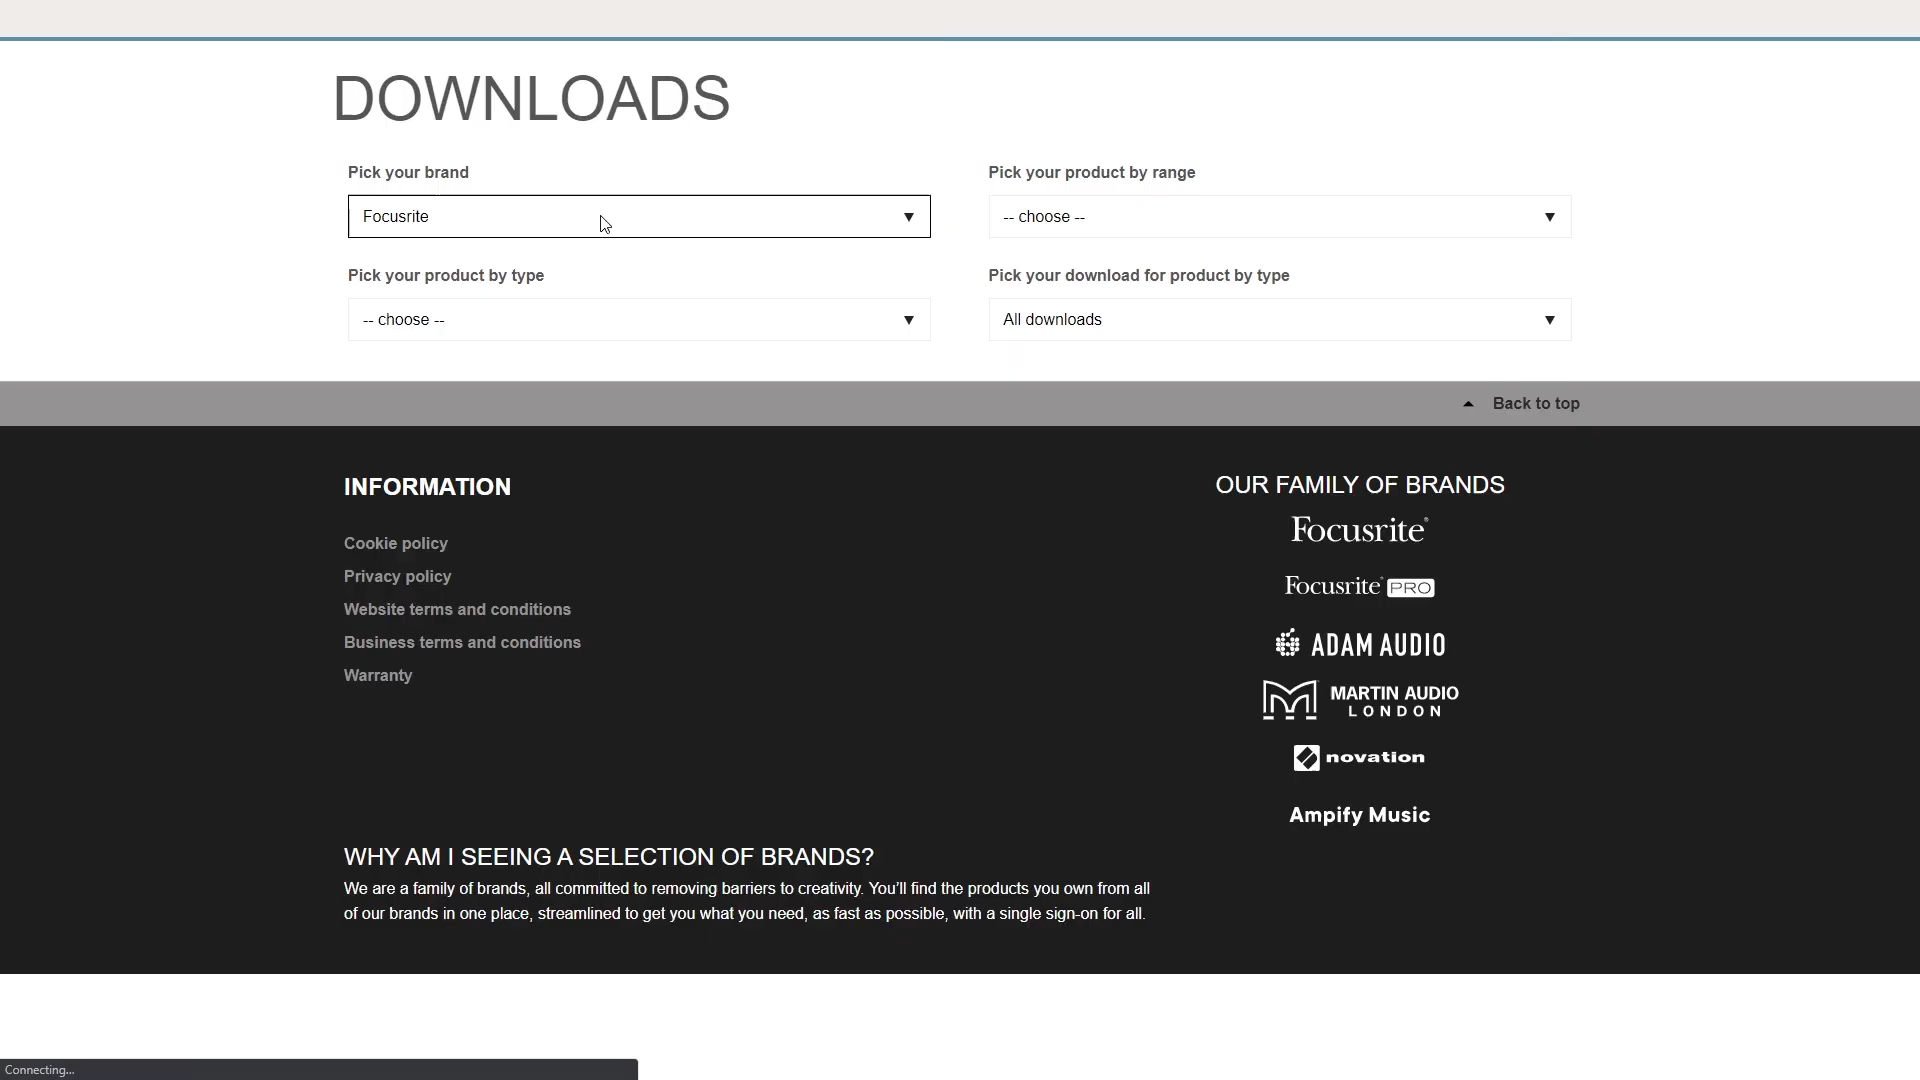 DOWNLOADS
Pick your brand
Pick your product by range
Focusrite
-- choose --
Pick your product by type
Pick your download for product by type
-- choose --
All downloads
Back to top
INFORMATION
Cookie policy
Privacy policy
Website terms and conditions
Business terms and conditions
Warranty
OUR FAMILY OF BRANDS
Focusrite®
Focusrite® PRO
ADAM AUDIO
MARTIN AUDIO
LONDON
novation
Ampify Music
WHY AM I SEEING A SELECTION OF BRANDS?
We are a family of brands, all committed to removing barriers to creativity. You’ll find the products you own from all
of our brands in one place, streamlined to get you what you need, as fast as possible, with a single sign-on for all.
Connecting...